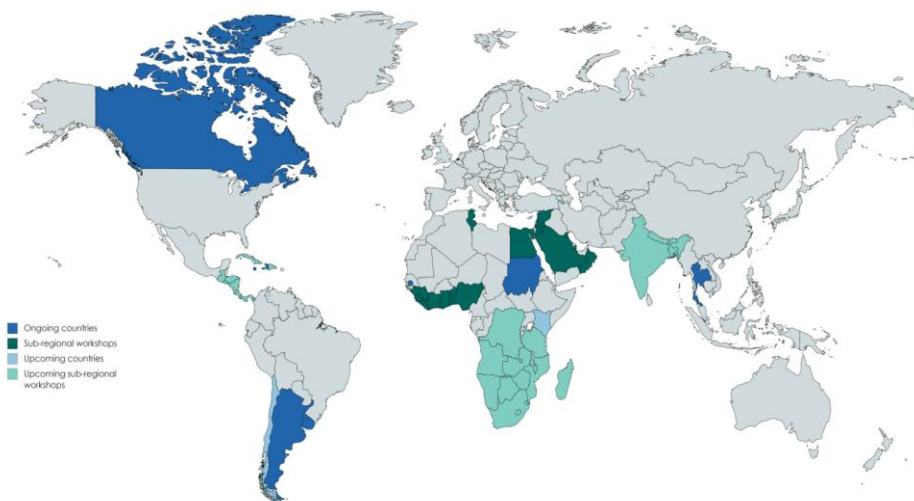 Ongoing countries
Sub-regional workshops
Upcoming countries
Upcoming sub-regional
workshops